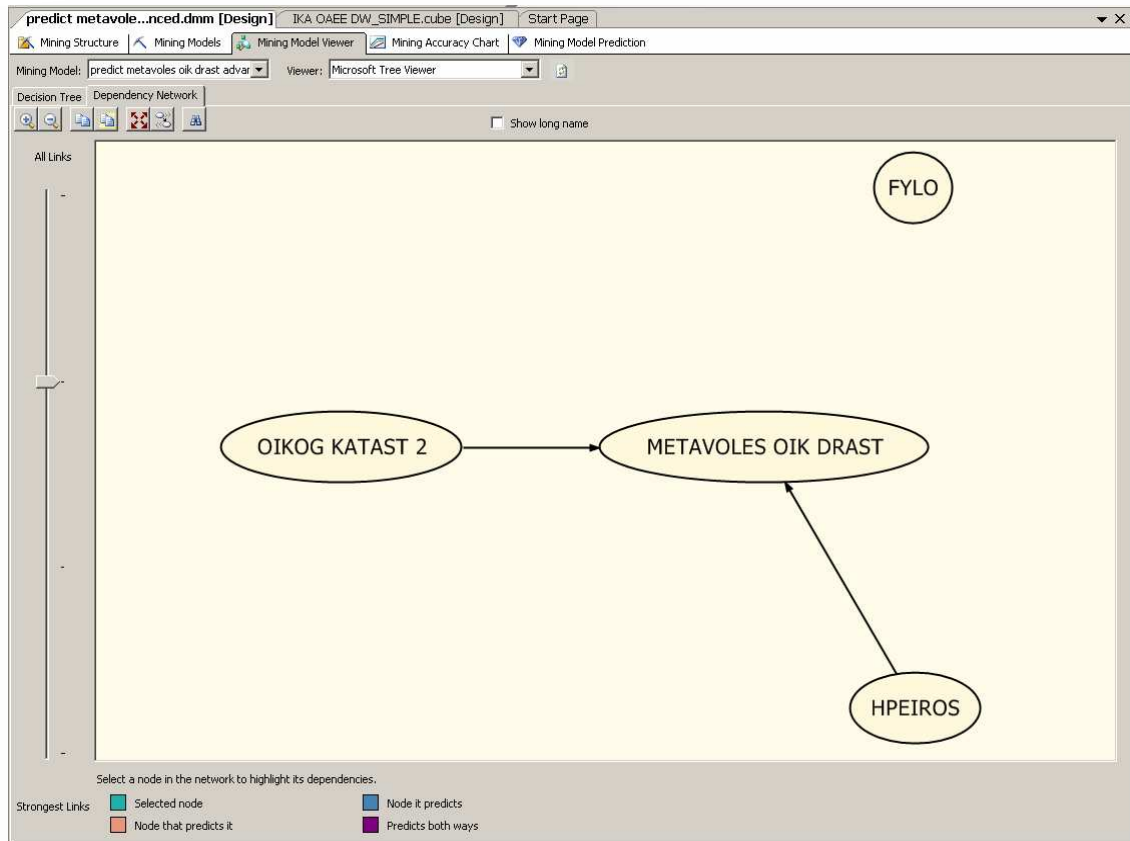 predict metavole...nced.dmm [Design] IKA OAEE DW_SIMPLE.cube [Design] Start Page
Mining Structure Mining Models Mining Model Viewer Mining Accuracy Chart Mining Model Prediction
Mining Model: predict metavoles oik drast advar Viewer: Microsoft Tree Viewer
Decision Tree Dependency Network
Show long name
All Links
FYLO
OIKOG KATAST 2 METAVOLES OIK DRAST
HPEIROS
Select a node in the network to highlight its dependencies.
Strongest Links Selected node Node it predicts
Node that predicts it Predicts both ways